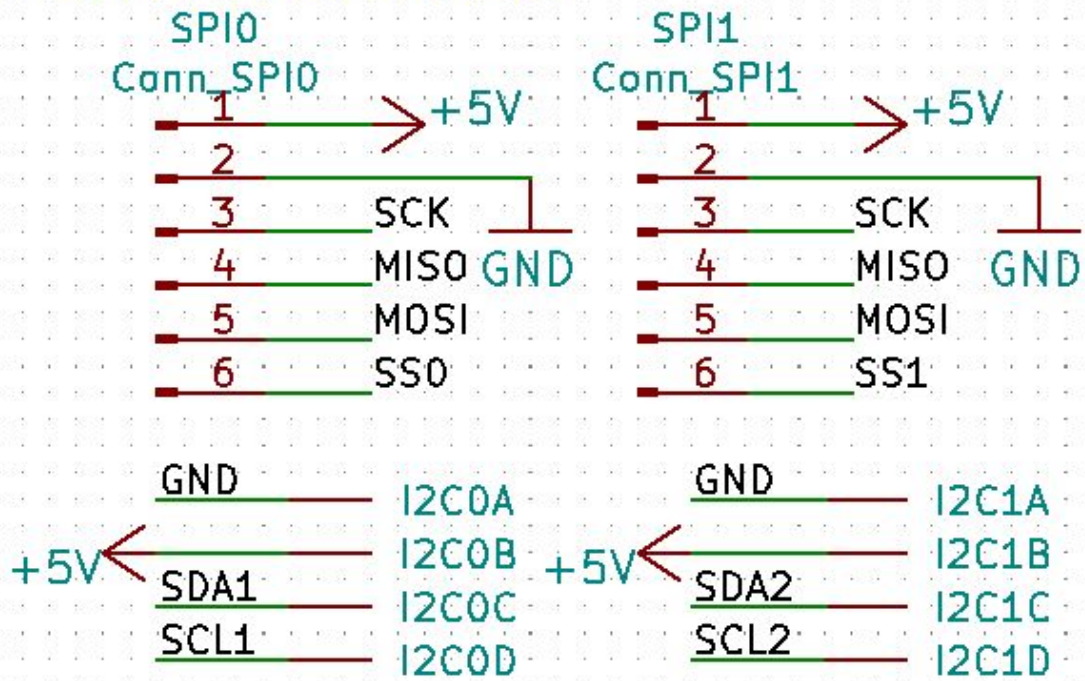 SPI0
Conn_SPI0
1
+5V
2
3
SCK
4
MISO
GND
5
MOSI
6
SS0
SPI1
Conn_SPI1
1
+5V
2
3
SCK
4
MISO
GND
5
MOSI
6
SS1
GND
I2C0A
+5V
I2C0B
SDA1
I2C0C
SCL1
I2C0D
GND
I2C1A
+5V
I2C1B
SDA2
I2C1C
SCL2
I2C1D